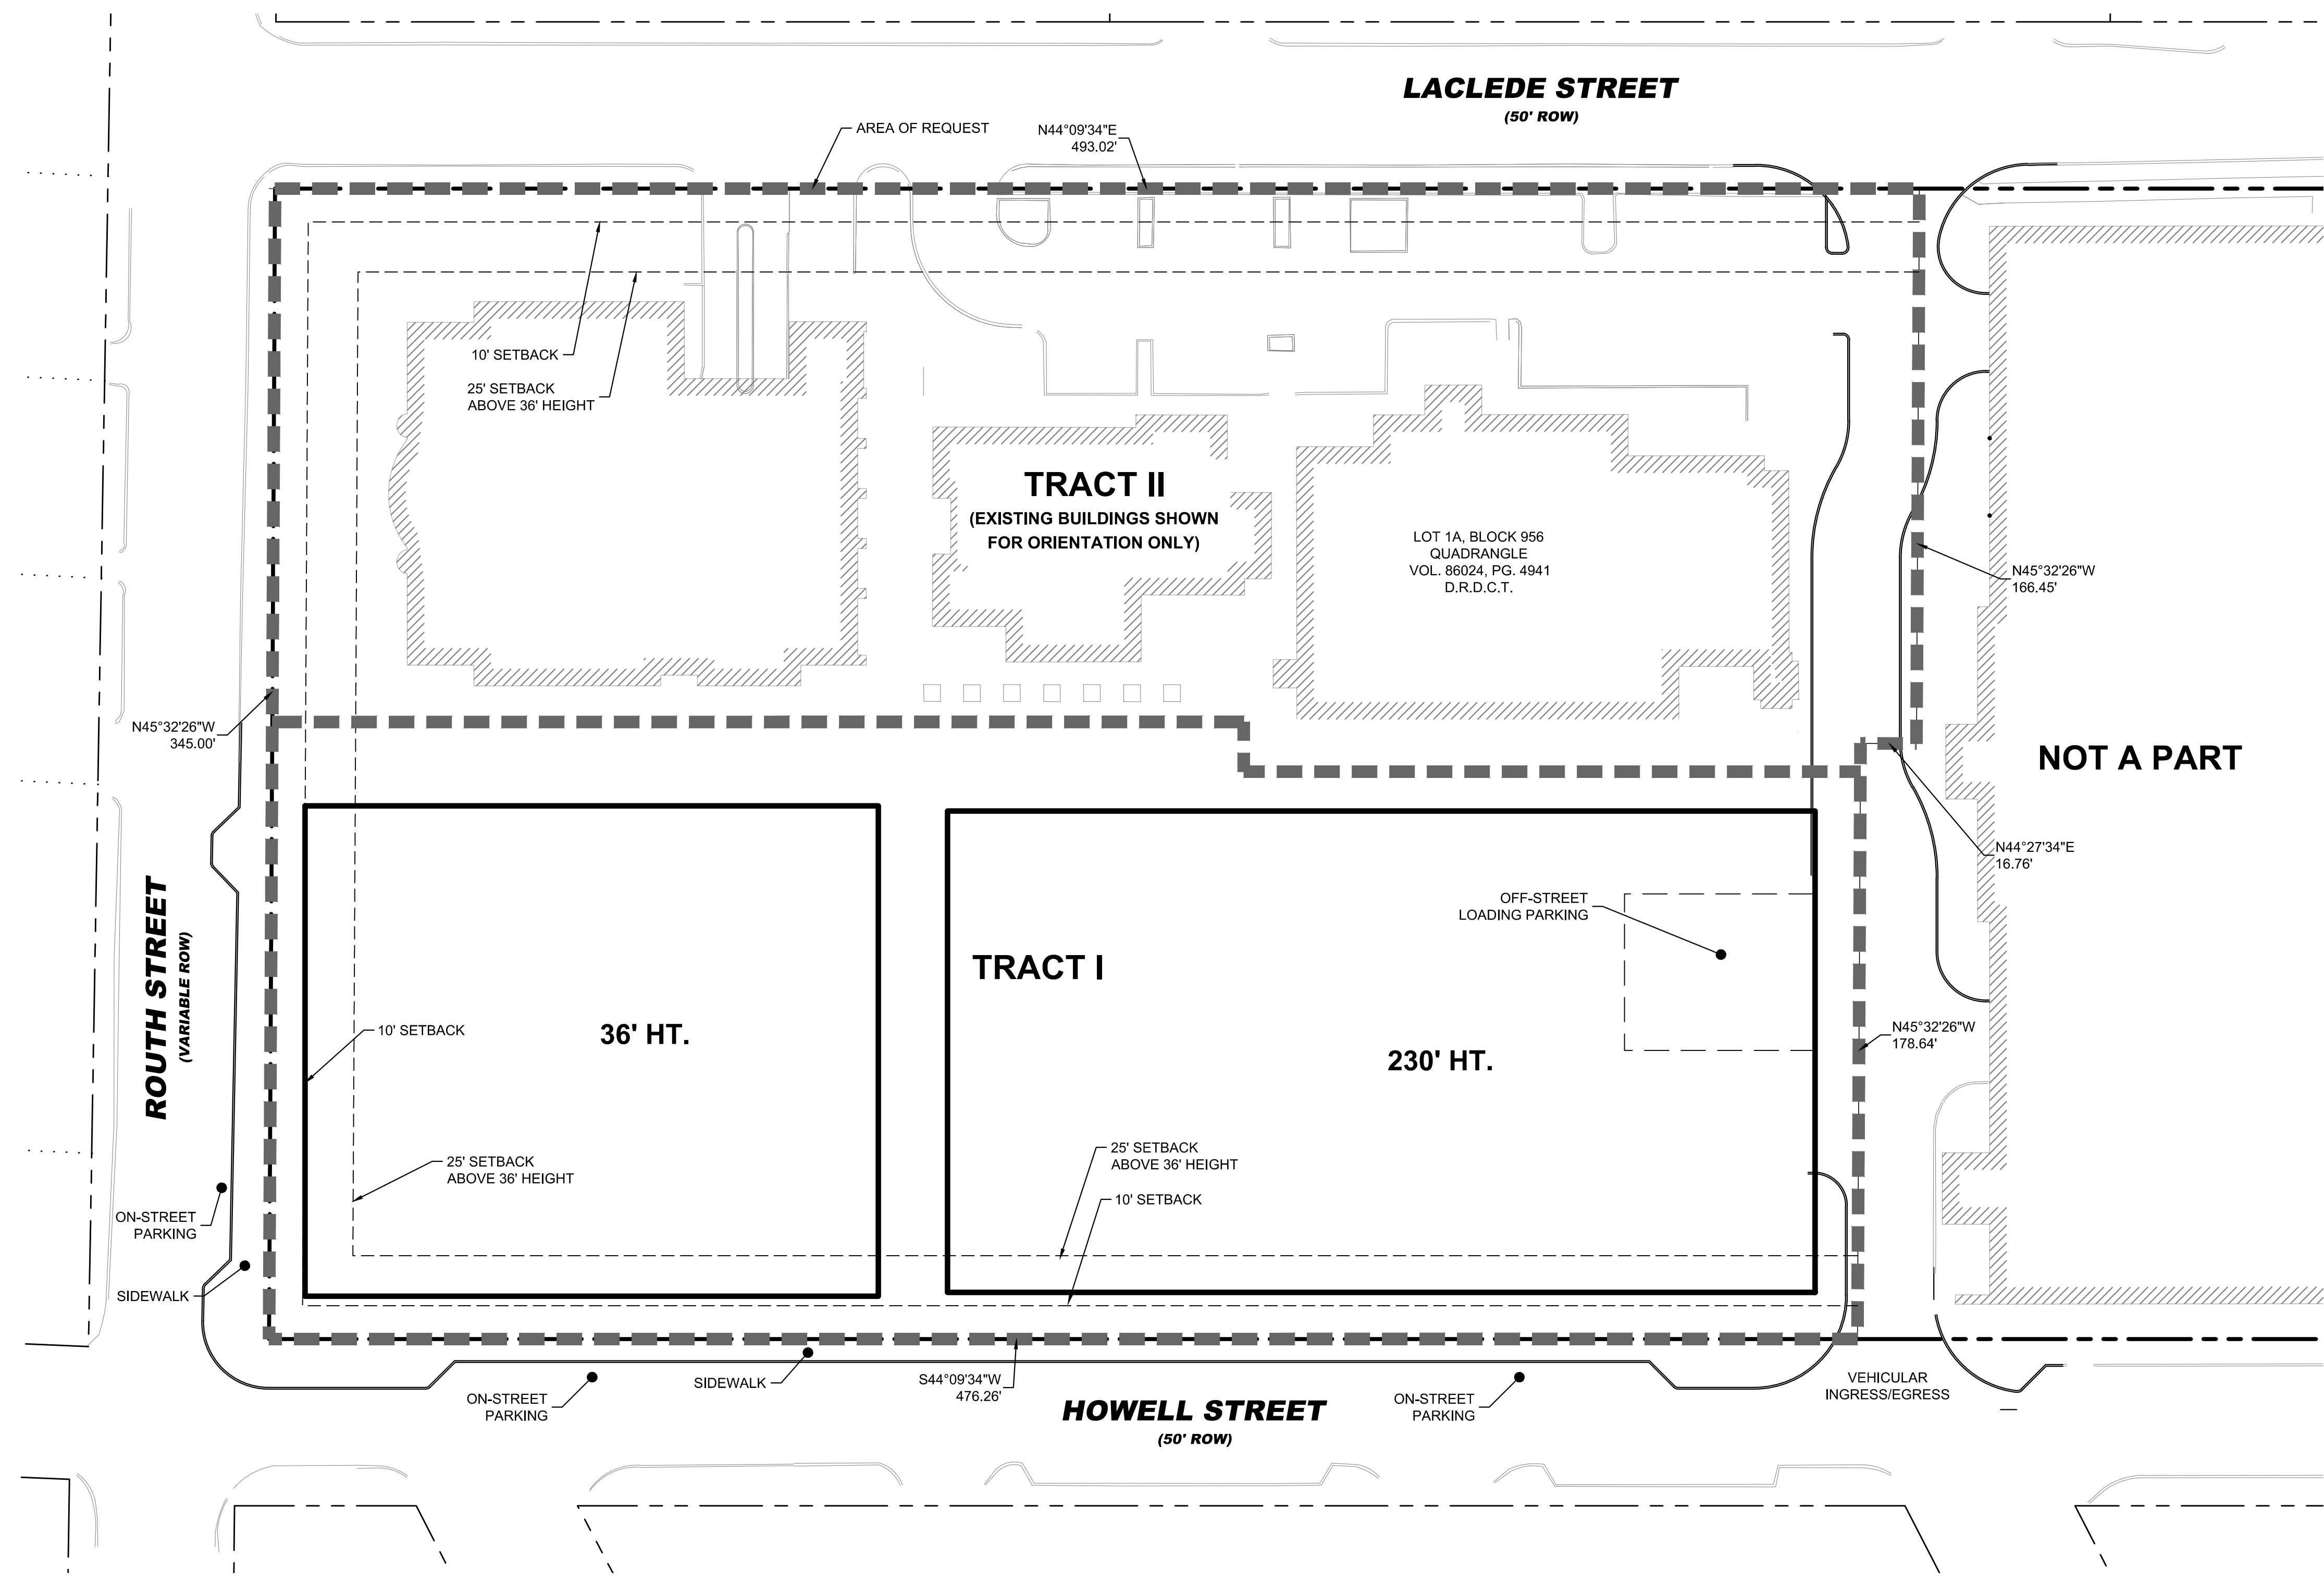 LACLEDE STREET
(50' ROW)
AREA OF REQUEST
N44°09'34"E
493.02'
10' SETBACK
25' SETBACK
ABOVE 36' HEIGHT
TRACT II
(EXISTING BUILDINGS SHOWN
FOR ORIENTATION ONLY)
LOT 1A, BLOCK 956
QUADRANGLE
VOL. 86024, PG. 4941
D.R.D.C.T.
N45°32'26"W
166.45'
N45°32'26"W
345.00'
NOT A PART
N44°27'34"E
16.76'
ROUTH STREET
(VARIABLE ROW)
OFF-STREET
LOADING PARKING
TRACT I
10' SETBACK
36' HT.
230' HT.
N45°32'26"W
178.64'
25' SETBACK
ABOVE 36' HEIGHT
25' SETBACK
ABOVE 36' HEIGHT
10' SETBACK
ON-STREET
PARKING
SIDEWALK
ON-STREET
PARKING
SIDEWALK
S44°09'34"W
476.26'
HOWELL STREET
(50' ROW)
ON-STREET
PARKING
VEHICULAR
INGRESS/EGRESS